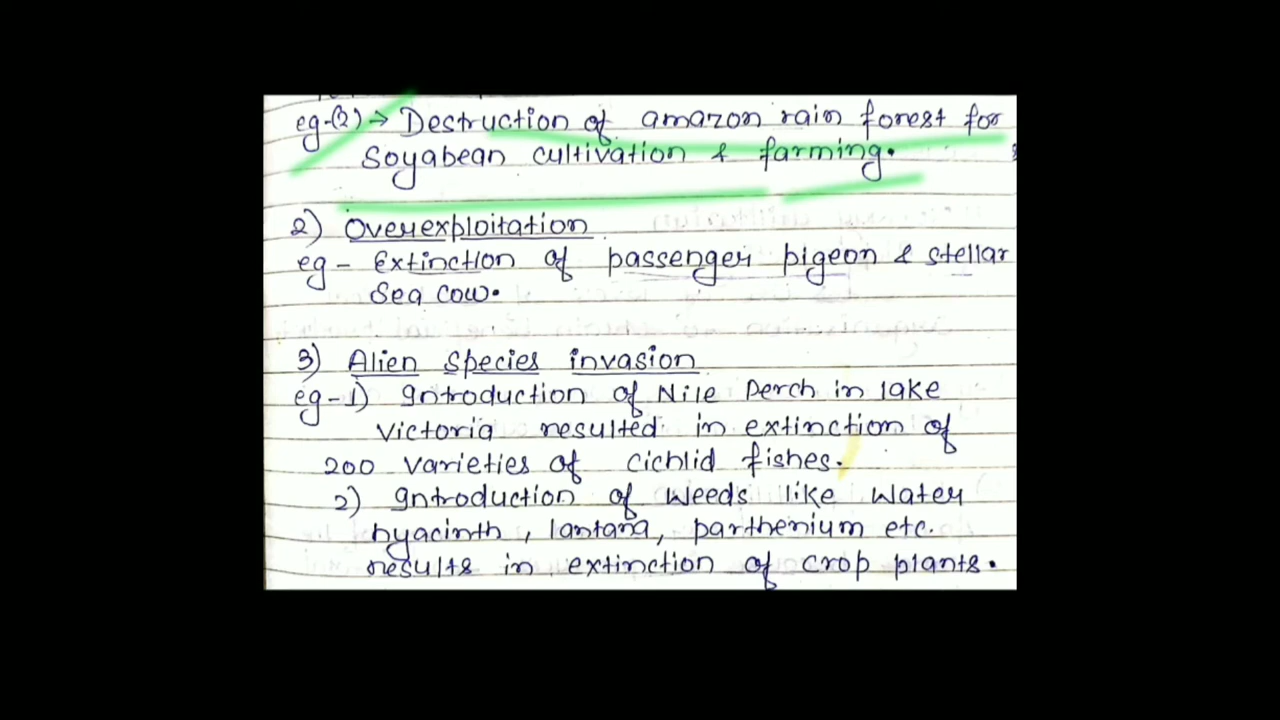 eg-(2)→ Destruction of amazon rain forest for
Soyabean cultivation & farming.
2) Overexploitation
eg - Extinction of passenger pigeon & stellar
Sea cow.
3) Alien Species invasion
eg-1) Introduction of Nile Perch in lake
Victoria resulted in extinction of
200 varieties of cichlid fishes.
2) Introduction of Weeds like Water
hyacinth, lantana, parthenium etc.
results in extinction of crop plants.